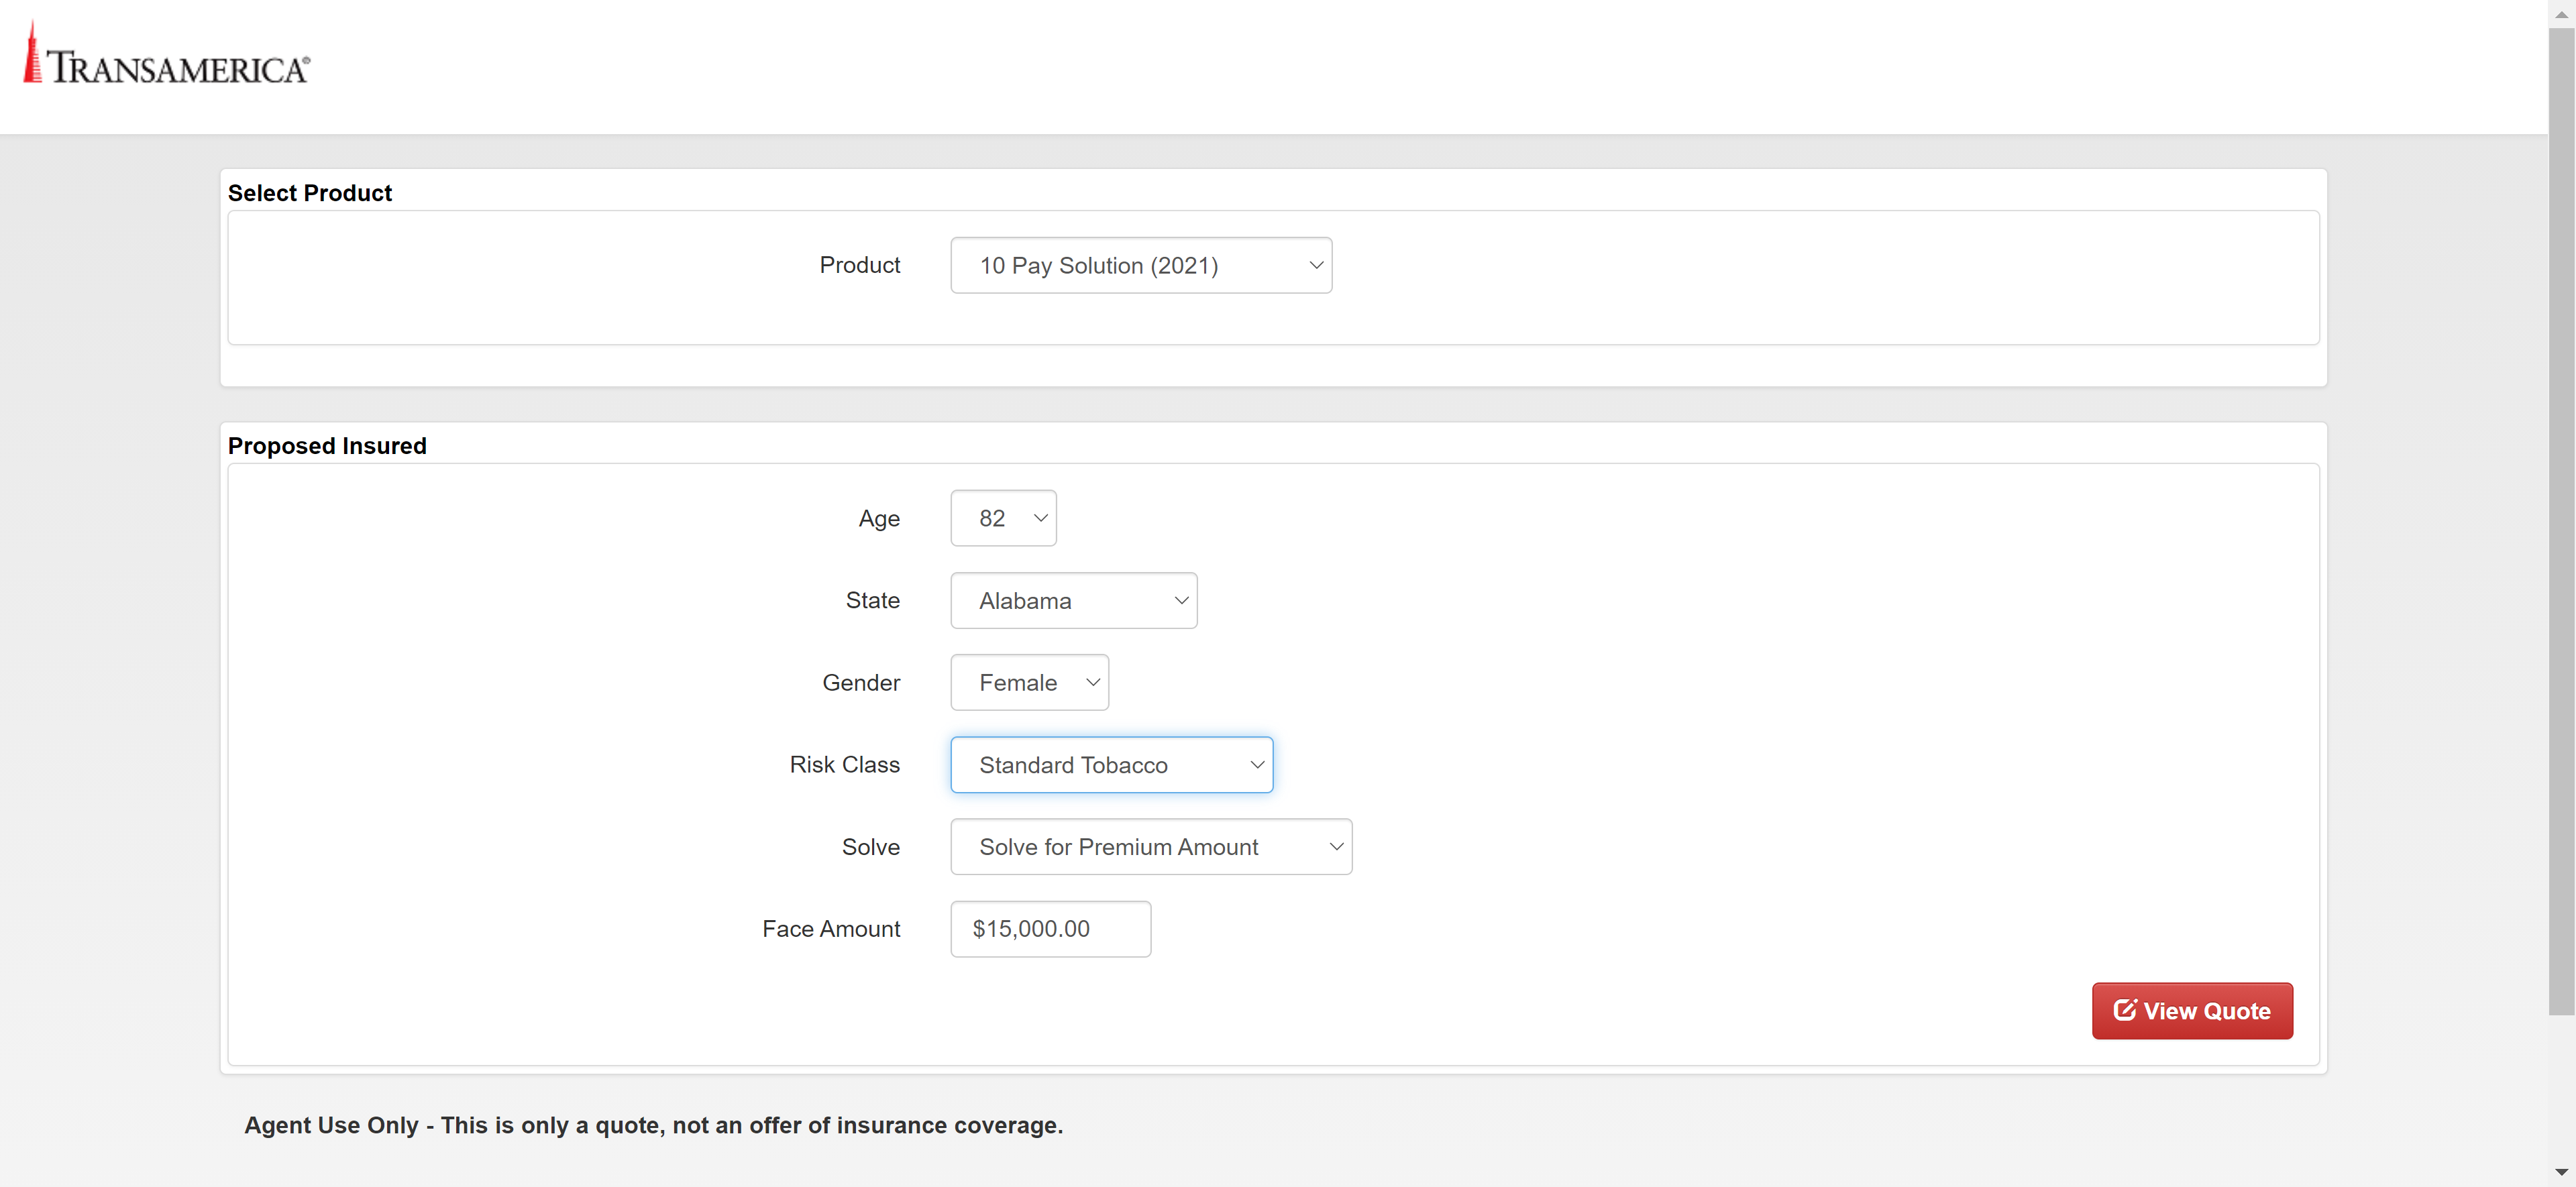 TRANSAMERICA®
Select Product
Product 10 Pay Solution (2021)
Proposed Insured
Age 82
State Alabama
Gender Female
Risk Class Standard Tobacco
Solve Solve for Premium Amount
Face Amount $15,000.00
View Quote
Agent Use Only - This is only a quote, not an offer of insurance coverage.